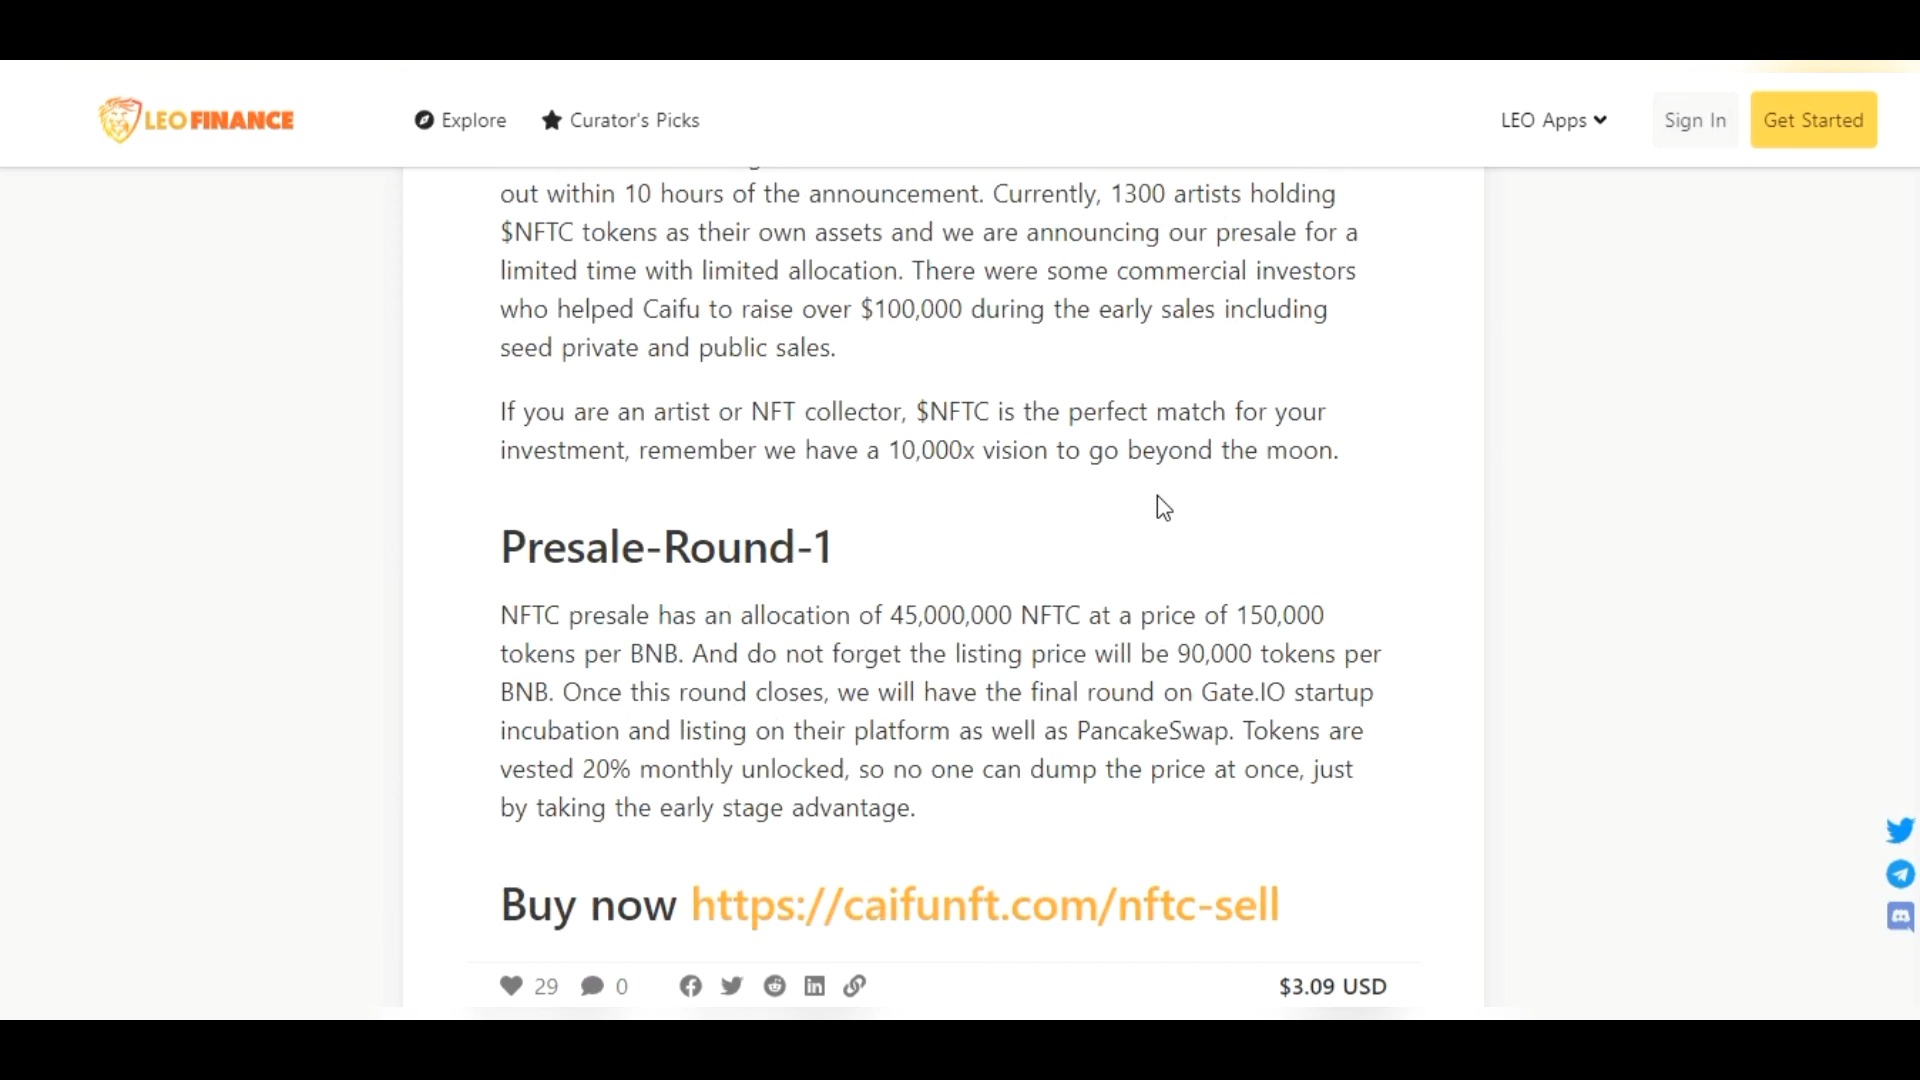 LEO FINANCE
Explore
Curator's Picks
LEO Apps
Sign In
Get Started
out within 10 hours of the announcement. Currently, 1300 artists holding
$NFTC tokens as their own assets and we are announcing our presale for a
limited time with limited allocation. There were some commercial investors
who helped Caifu to raise over $100,000 during the early sales including
seed private and public sales.
If you are an artist or NFT collector, $NFTC is the perfect match for your
investment, remember we have a 10,000x vision to go beyond the moon.
Presale-Round-1
NFTC presale has an allocation of 45,000,000 NFTC at a price of 150,000
tokens per BNB. And do not forget the listing price will be 90,000 tokens per
BNB. Once this round closes, we will have the final round on Gate.IO startup
incubation and listing on their platform as well as PancakeSwap. Tokens are
vested 20% monthly unlocked, so no one can dump the price at once, just
by taking the early stage advantage.
Buy now https://caifunft.com/nftc-sell
29
0
$3.09 USD